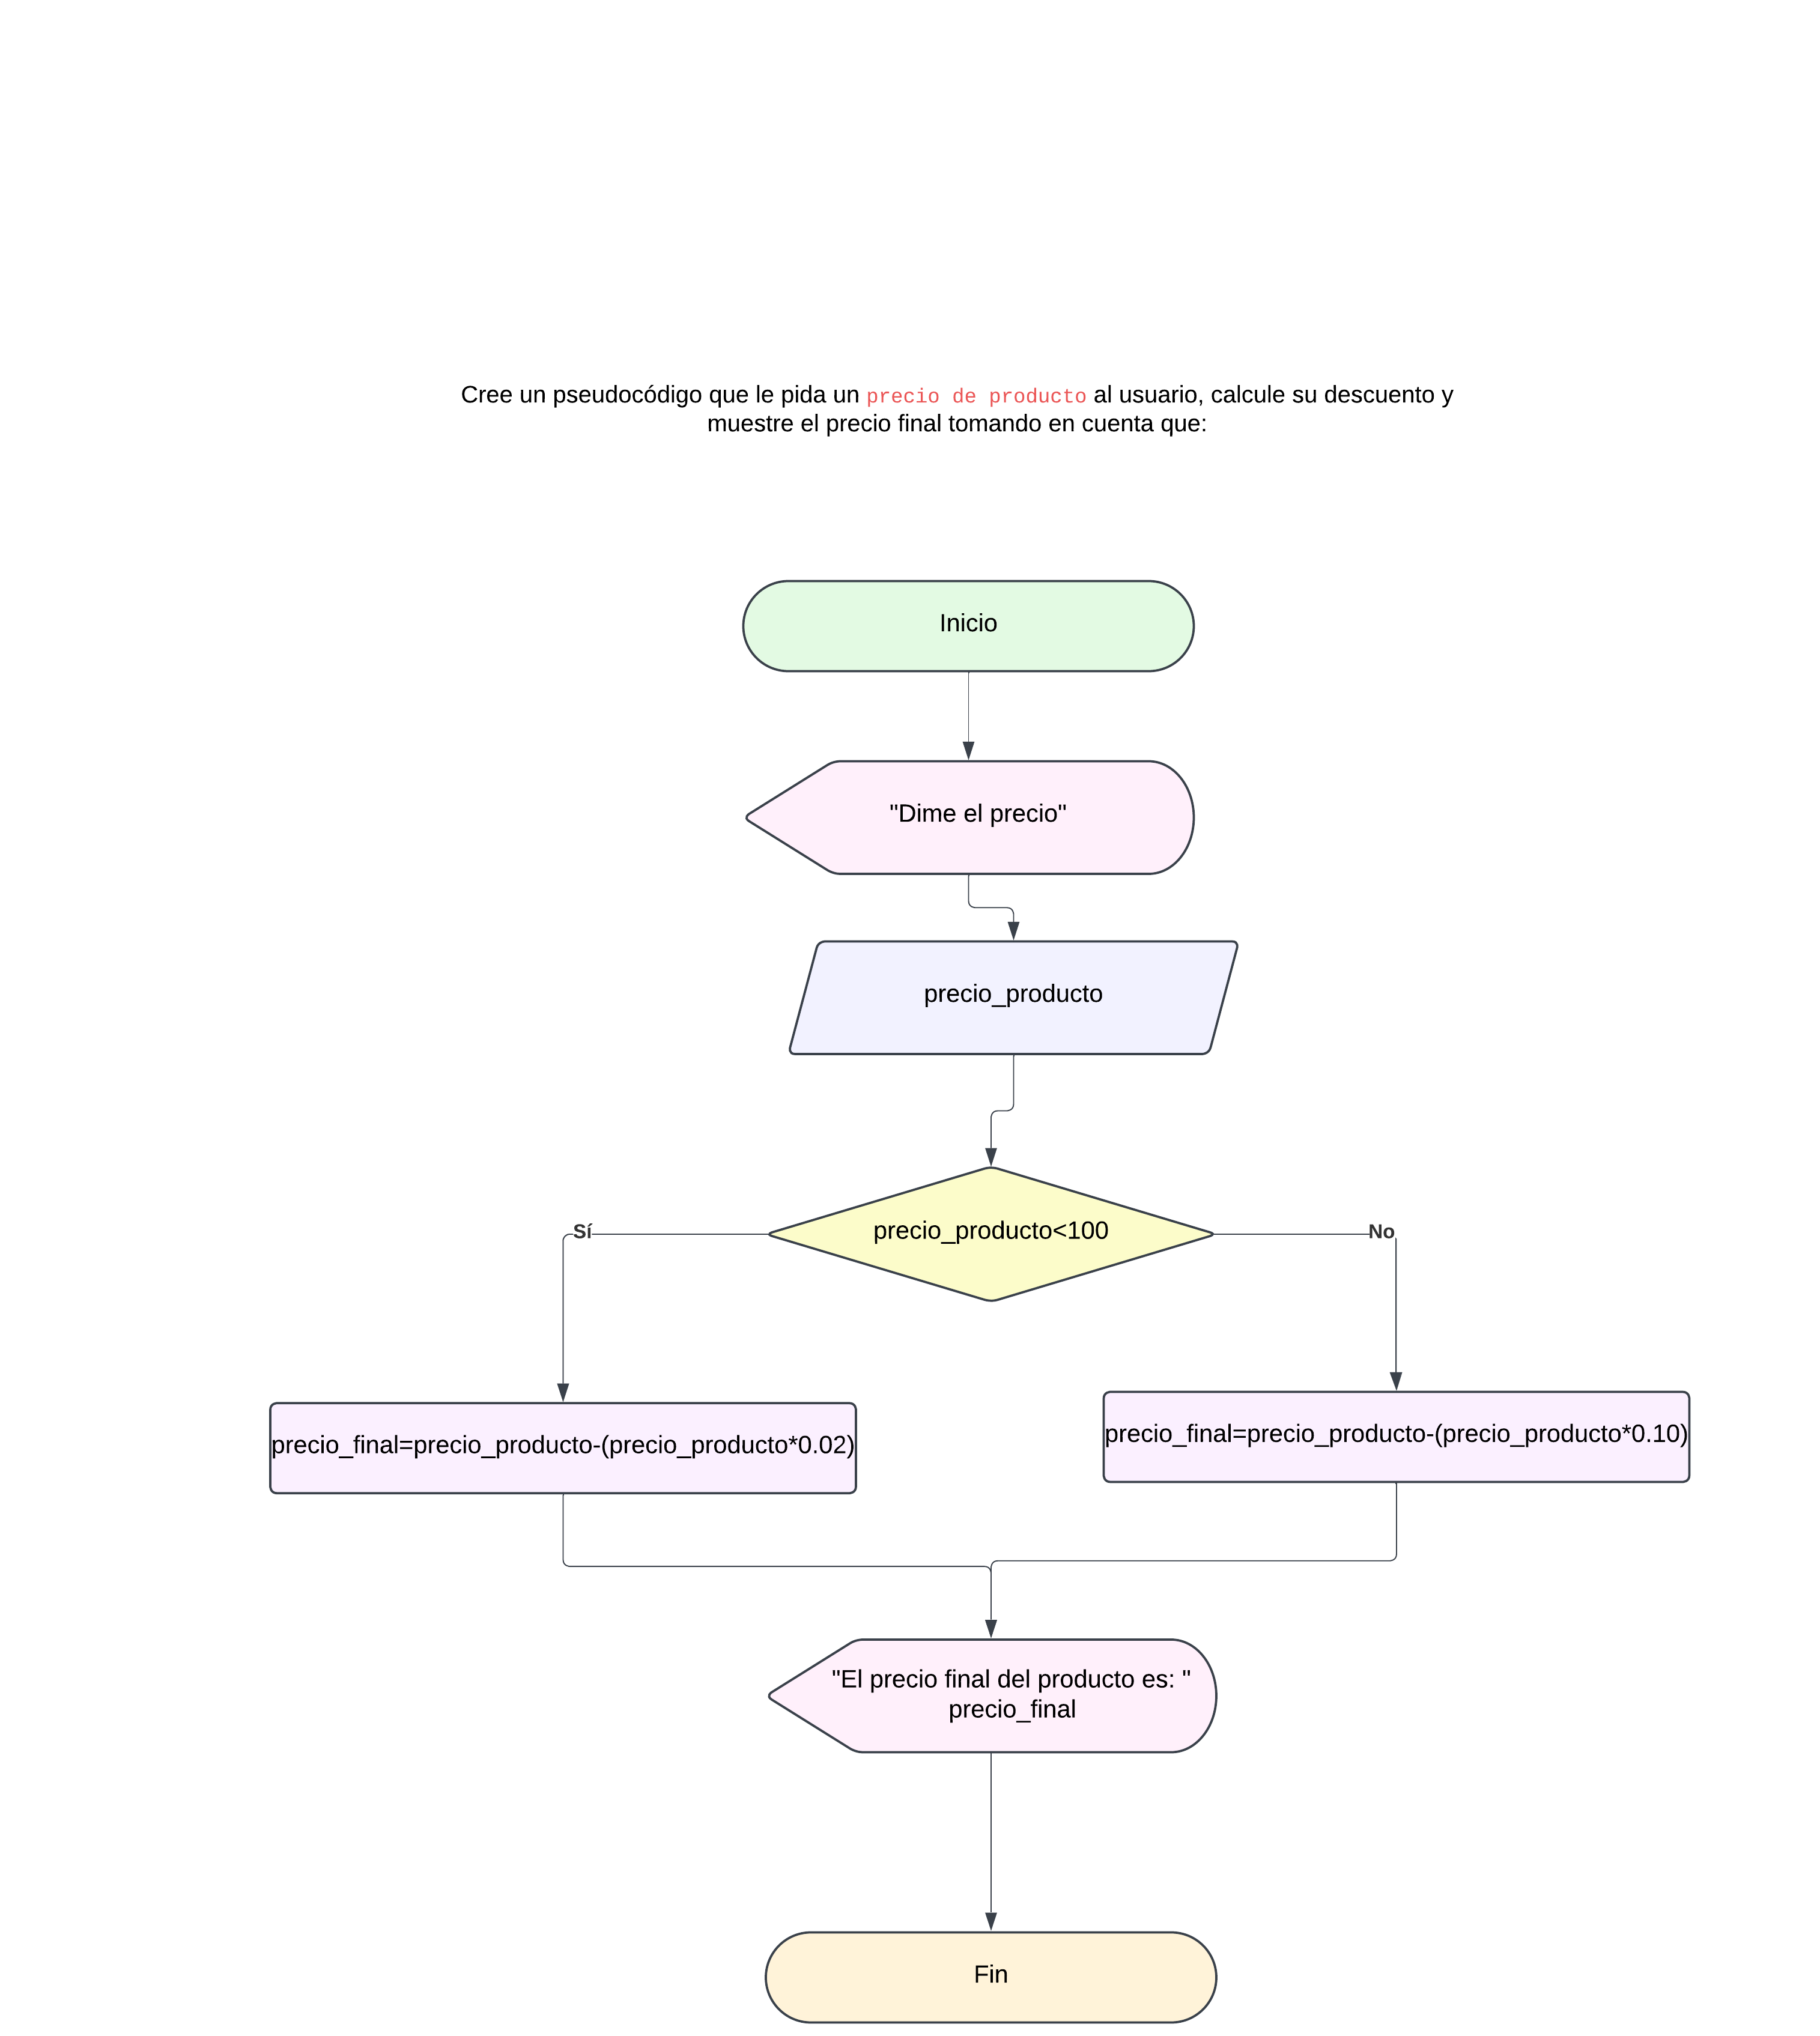 Cree un pseudocódigo que le pida un precio de producto al usuario, calcule su descuento y
muestre el precio final tomando en cuenta que:
Inicio
"Dime el precio"
precio_producto
precio_producto<100
Sí
No
precio_final=precio_producto-(precio_producto*0.02)
precio_final=precio_producto-(precio_producto*0.10)
"El precio final del producto es: "
precio_final
Fin